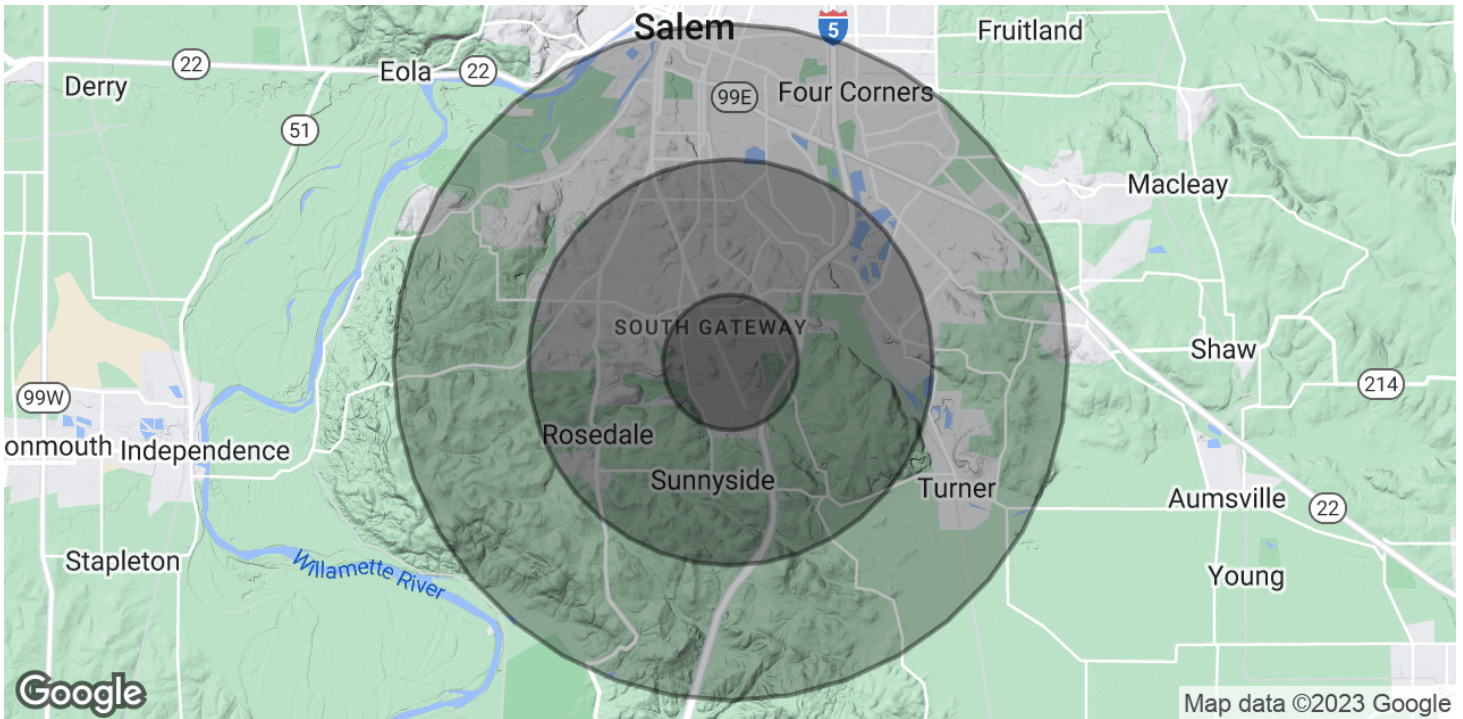 Salem
5
Fruitland
22
Eola
22
Derry
99E
Four Corners
51
Macleay
SOUTH GATEWAY
Shaw
214
99W
Rosedale
onmouth
Independence
Sunnyside
Turner
Aumsville
22
Stapleton
Willamette River
Young
Google
Map data ©2023 Google